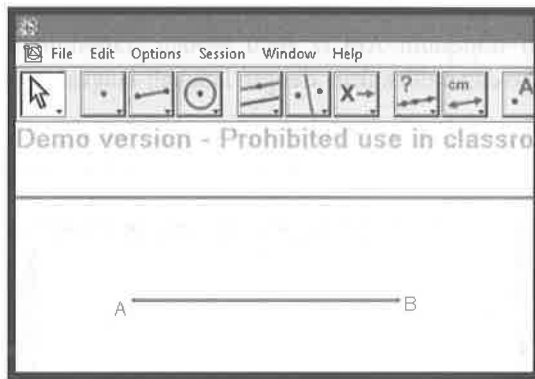 File Edit Options Session Window Help
X ? cm A
Demo version - Prohibited use in classro
A B